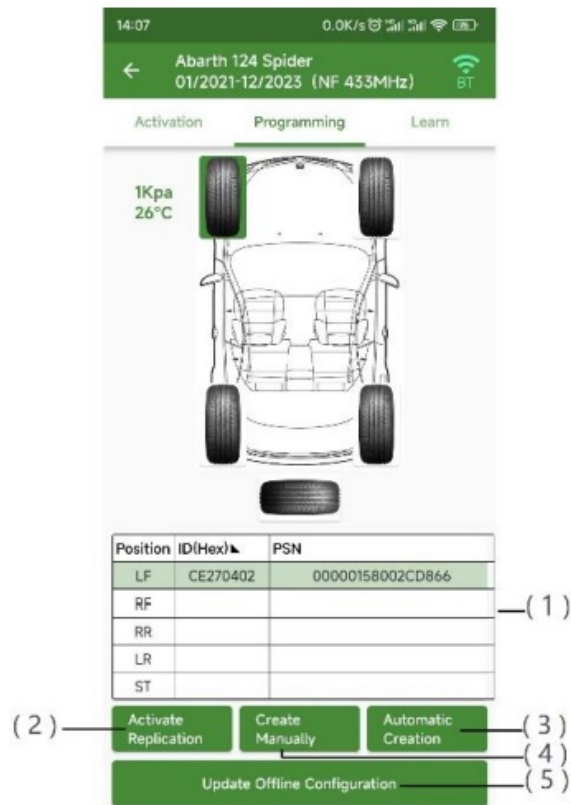 14:07 0.0K/s
Abarth 124 Spider
01/2021-12/2023 (NF 433MHz)
BT
Activation Programming Learn
1Kpa
26°C
Position ID(Hex) PSN
LF CE270402 00000158002CD866
RF
RR
LR
ST
(1)
(2)
Activate Replication
Create Manually
Automatic Creation
(3)
(4)
Update Offline Configuration
(5)